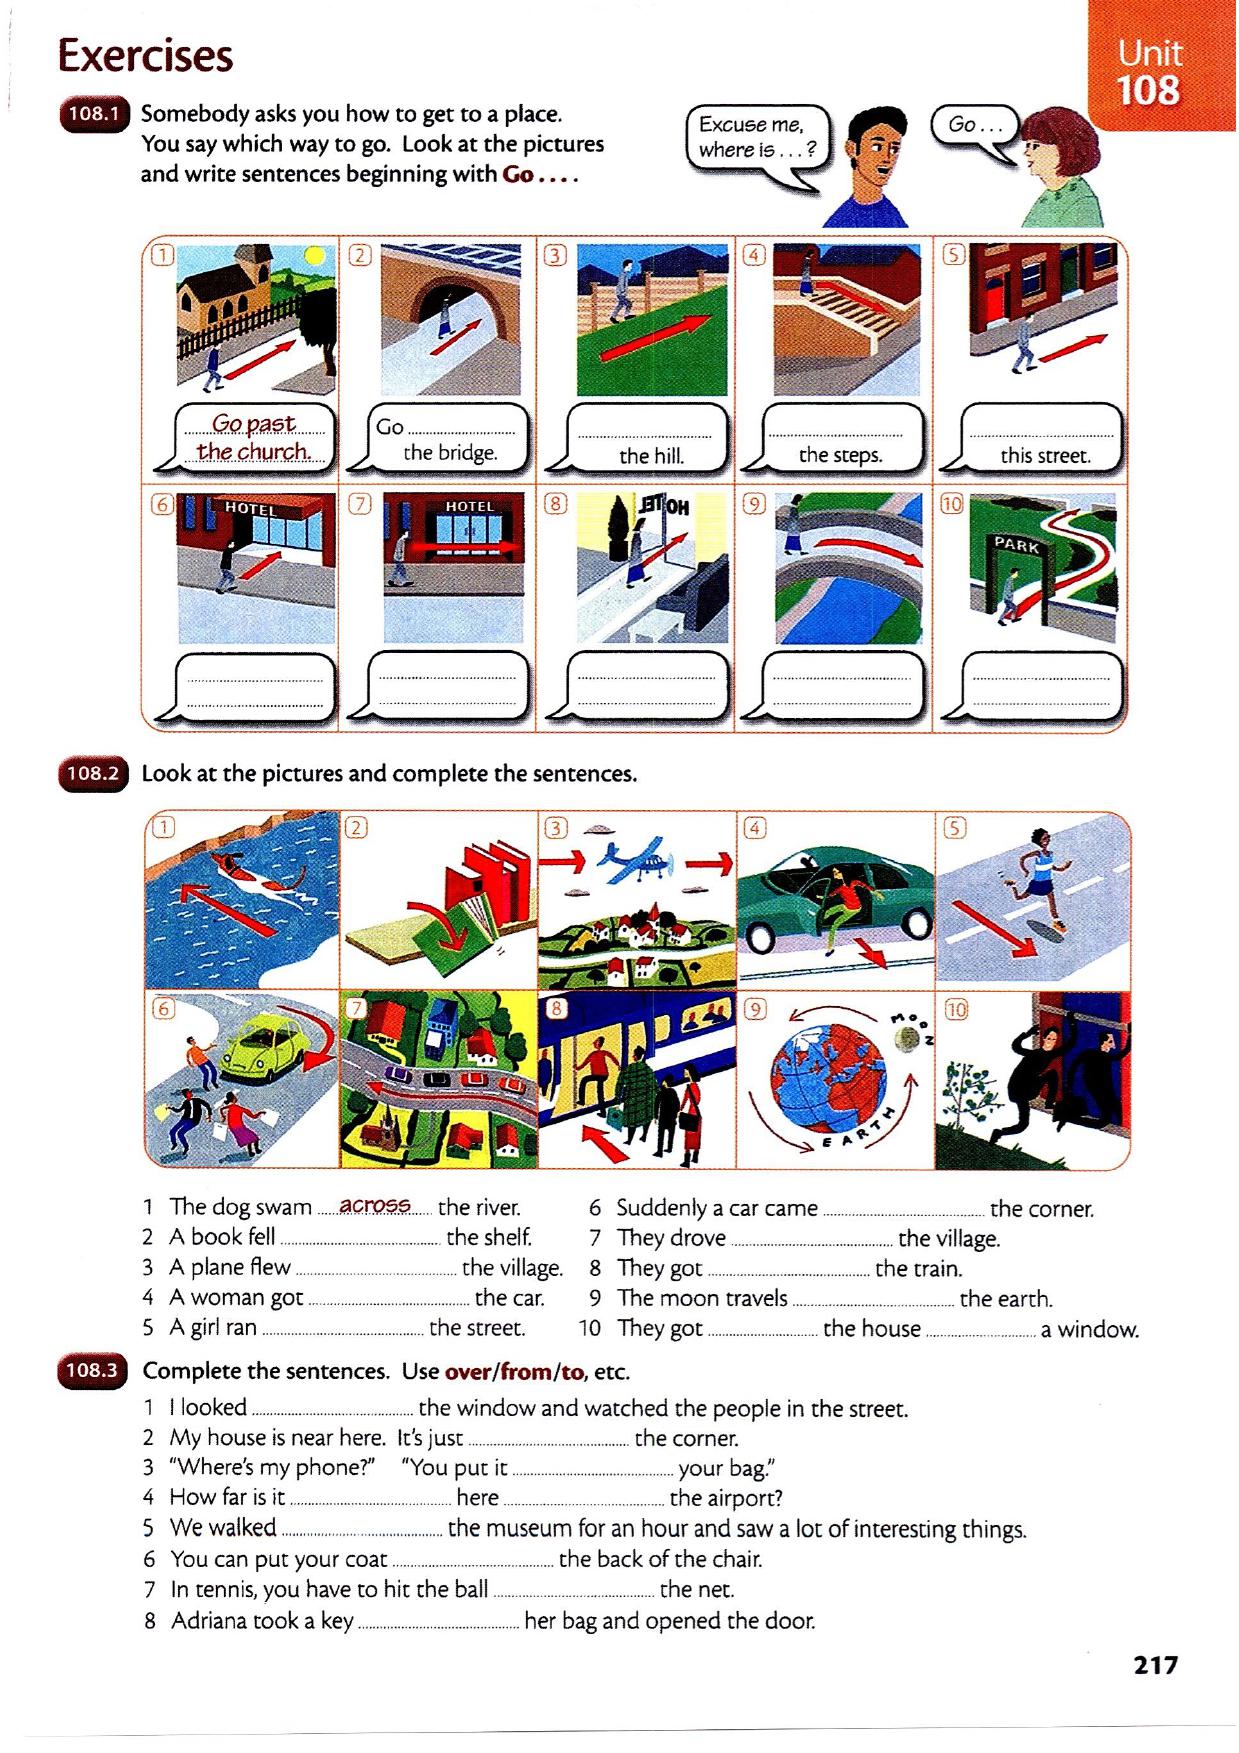 Exercises
Unit
108
108.1 Somebody asks you how to get to a place.
You say which way to go. Look at the pictures
and write sentences beginning with Go . . . .
Excuse me,
where is . . . ?
Go . . .
1
2
3
4
5
Go past
the church.
Go ........................
the bridge.
........................
the hill.
........................
the steps.
........................
this street.
6
HOTEL
7
HOTEL
8
HOTEL
9
10
PARK
108.2 Look at the pictures and complete the sentences.
1
2
3
4
5
6
7
8
9
MOON
EARTH
10
1 The dog swam ..... across ..... the river.
2 A book fell ........................ the shelf.
3 A plane flew ........................ the village.
4 A woman got ........................ the car.
5 A girl ran ........................ the street.
6 Suddenly a car came ........................ the corner.
7 They drove ........................ the village.
8 They got ........................ the train.
9 The moon travels ........................ the earth.
10 They got ........................ the house ........................ a window.
108.3 Complete the sentences. Use over/from/to, etc.
1 I looked ........................ the window and watched the people in the street.
2 My house is near here. It's just ........................ the corner.
3 "Where's my phone?" "You put it ........................ your bag."
4 How far is it ........................ here ........................ the airport?
5 We walked ........................ the museum for an hour and saw a lot of interesting things.
6 You can put your coat ........................ the back of the chair.
7 In tennis, you have to hit the ball ........................ the net.
8 Adriana took a key ........................ her bag and opened the door.
217